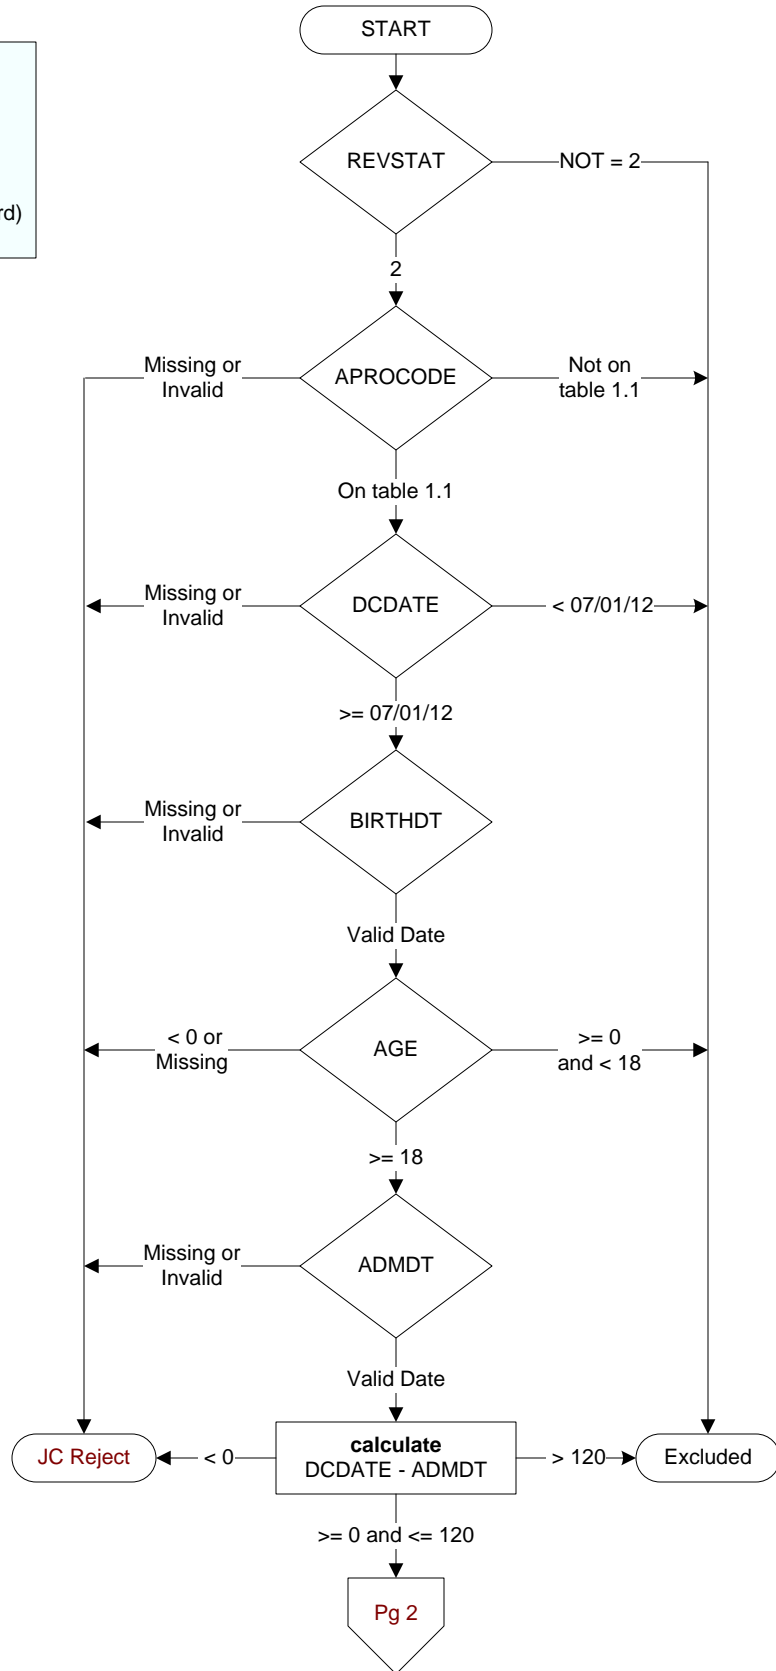 START
rd)
REVSTAT
NOT = 2
2
Missing or
Invalid
APROCODE
Not on
table 1.1
On table 1.1
Missing or
Invalid
DCDATE
< 07/01/12
>= 07/01/12
Missing or
Invalid
BIRTHDT
Valid Date
< 0 or
Missing
AGE
>= 0
and < 18
>= 18
Missing or
Invalid
ADMDT
Valid Date
JC Reject
< 0
calculate
DCDATE - ADMDT
> 120
Excluded
>= 0 and <= 120
Pg 2